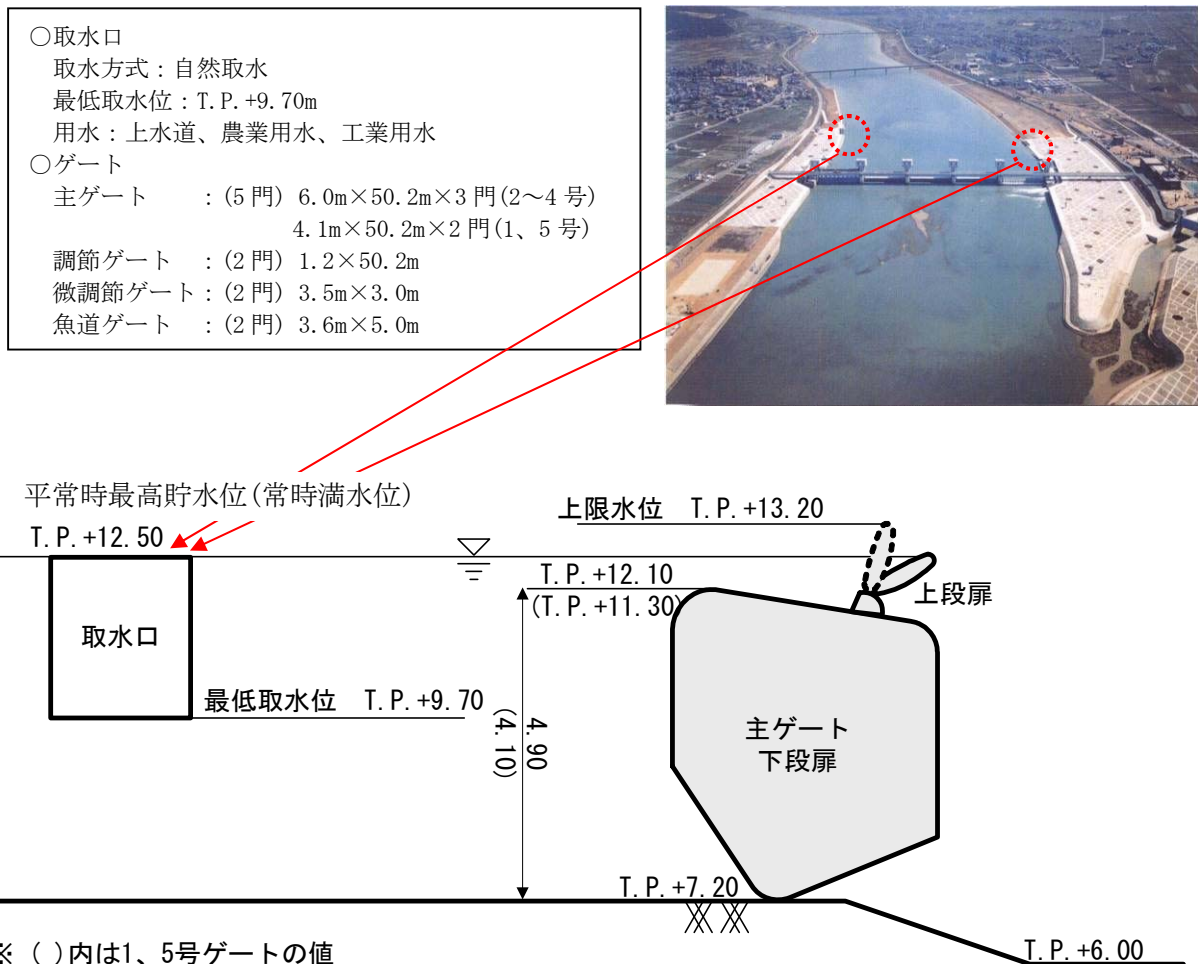 ○取水口
取水方式：自然取水
最低取水位：T.P.+9.70m
用水：上水道、農業用水、工業用水
○ゲート
主ゲート　　：(5門) 6.0m×50.2m×3門(2～4号)
4.1m×50.2m×2門(1、5号)
調節ゲート　：(2門) 1.2×50.2m
微調節ゲート：(2門) 3.5m×3.0m
魚道ゲート　：(2門) 3.6m×5.0m
平常時最高貯水位(常時満水位)
T.P.+12.50
上限水位　T.P.+13.20
T.P.+12.10
(T.P.+11.30)
上段扉
取水口
最低取水位　T.P.+9.70
4.90
(4.10)
主ゲート
下段扉
T.P.+7.20
※ ( )内は1、5号ゲートの値
T.P.+6.00